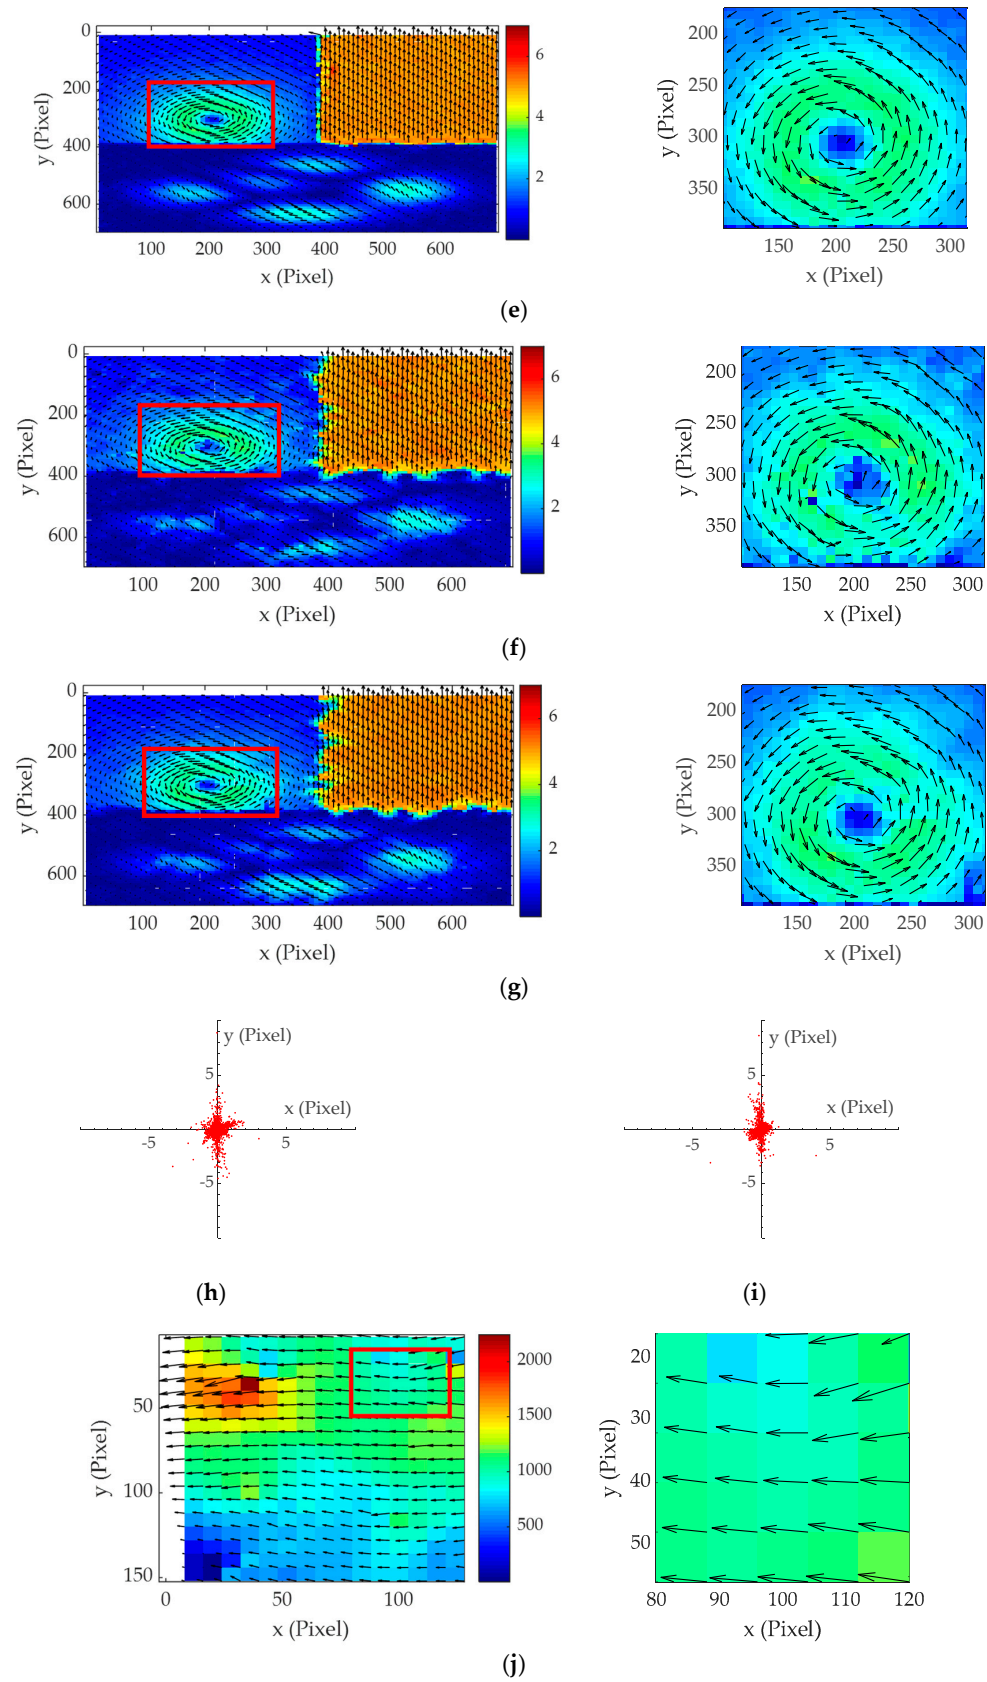 0
200
400
600
y (Pixel)
100 200 300 400 500 600
x (Pixel)
6
4
2
200
250
300
350
y (Pixel)
150 200 250 300
x (Pixel)
(e)
0
200
400
600
y (Pixel)
100 200 300 400 500 600
x (Pixel)
6
4
2
200
250
300
350
y (Pixel)
150 200 250 300
x (Pixel)
(f)
0
200
400
600
y (Pixel)
100 200 300 400 500 600
x (Pixel)
6
4
2
200
250
300
350
y (Pixel)
150 200 250 300
x (Pixel)
(g)
y (Pixel)
5
x (Pixel)
-5 5
-5
(h)
y (Pixel)
5
x (Pixel)
-5 5
-5
(i)
50
100
150
y (Pixel)
0 50 100
x (Pixel)
2000
1500
1000
500
20
30
40
50
y (Pixel)
80 90 100 110 120
x (Pixel)
(j)